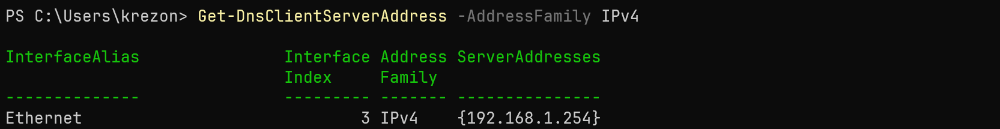 PS C:\Users\krezon> Get-DnsClientServerAddress -AddressFamily IPv4
InterfaceAlias               Interface Address ServerAddresses
                             Index     Family
--------------               --------- ------- ---------------
Ethernet                             3 IPv4    {192.168.1.254}